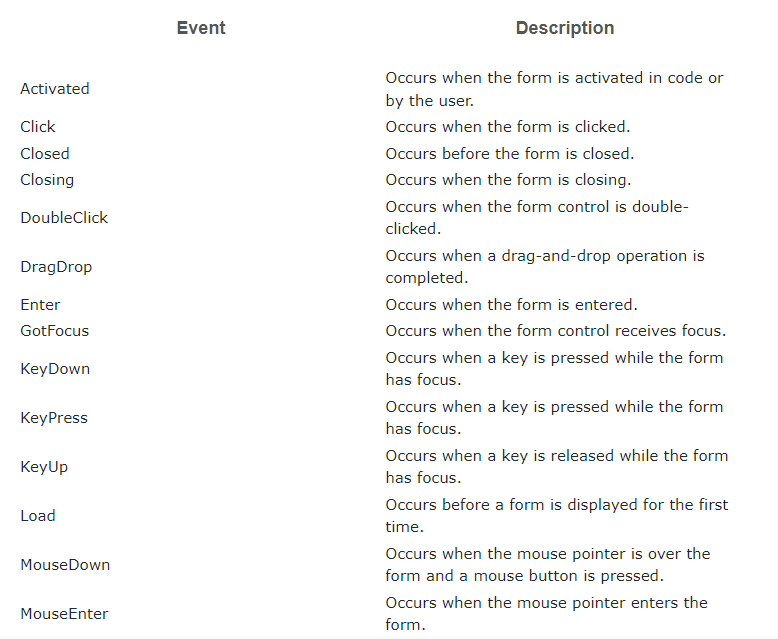 Event Description
Activated Occurs when the form is activated in code or
by the user.
Click Occurs when the form is clicked.
Closed Occurs before the form is closed.
Closing Occurs when the form is closing.
DoubleClick Occurs when the form control is double-
clicked.
DragDrop Occurs when a drag-and-drop operation is
completed.
Enter Occurs when the form is entered.
GotFocus Occurs when the form control receives focus.
KeyDown Occurs when a key is pressed while the form
has focus.
KeyPress Occurs when a key is pressed while the form
has focus.
KeyUp Occurs when a key is released while the form
has focus.
Load Occurs before a form is displayed for the first
time.
MouseDown Occurs when the mouse pointer is over the
form and a mouse button is pressed.
MouseEnter Occurs when the mouse pointer enters the
form.